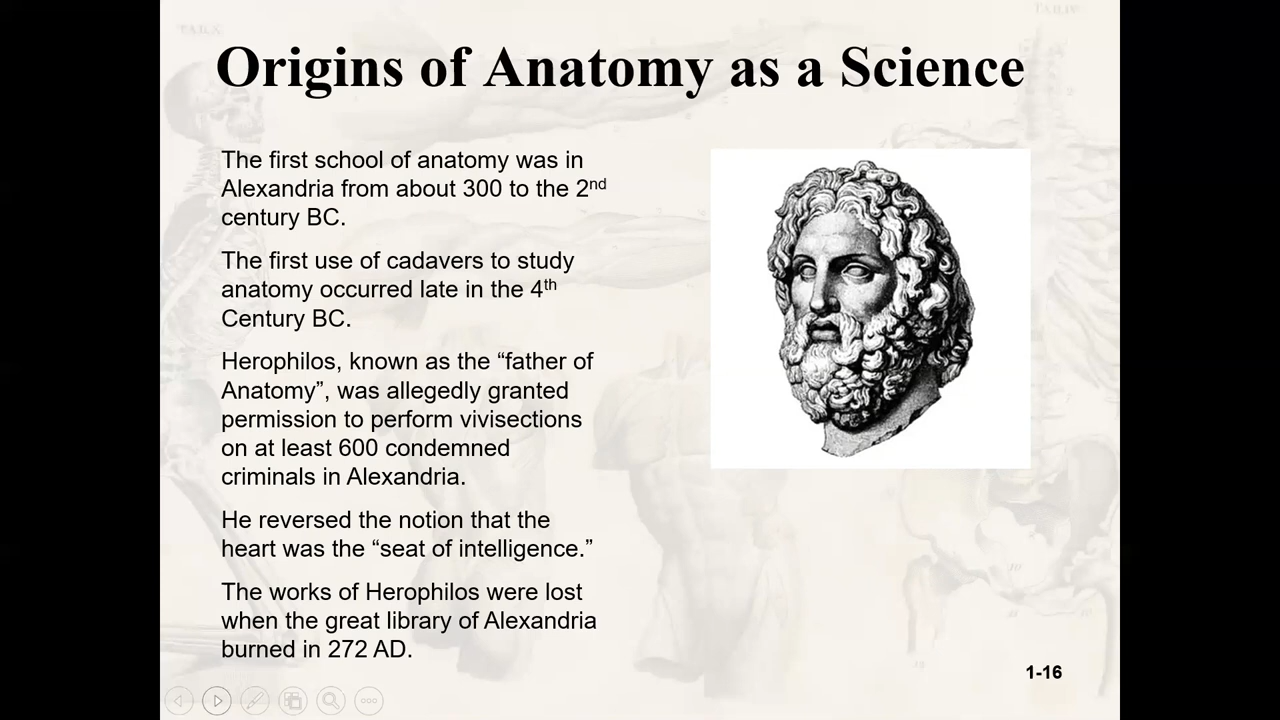 Origins of Anatomy as a Science
The first school of anatomy was in
Alexandria from about 300 to the 2nd
century BC.
The first use of cadavers to study
anatomy occurred late in the 4th
Century BC.
Herophilos, known as the “father of
Anatomy”, was allegedly granted
permission to perform vivisections
on at least 600 condemned
criminals in Alexandria.
He reversed the notion that the
heart was the “seat of intelligence.”
The works of Herophilos were lost
when the great library of Alexandria
burned in 272 AD.
1-16